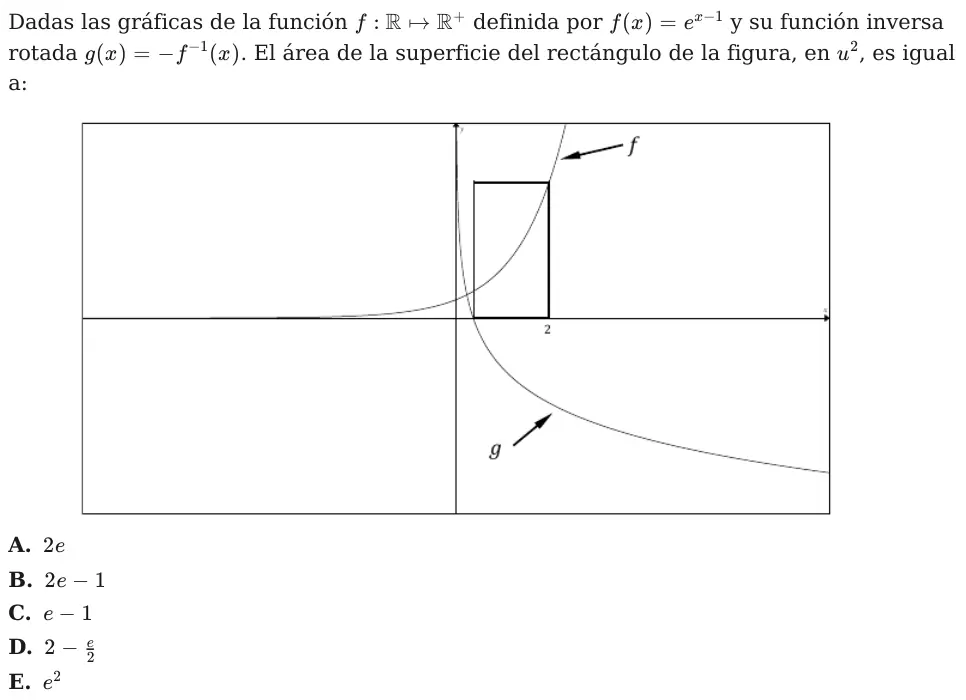 Dadas las gráficas de la función f : ℝ ↦ ℝ⁺ definida por f(x) = eˣ⁻¹ y su función inversa
rotada g(x) = −f⁻¹(x). El área de la superficie del rectángulo de la figura, en u², es igual
a:
y
f
x
2
g
A. 2e
B. 2e − 1
C. e − 1
D. 2 − e/2
E. e²